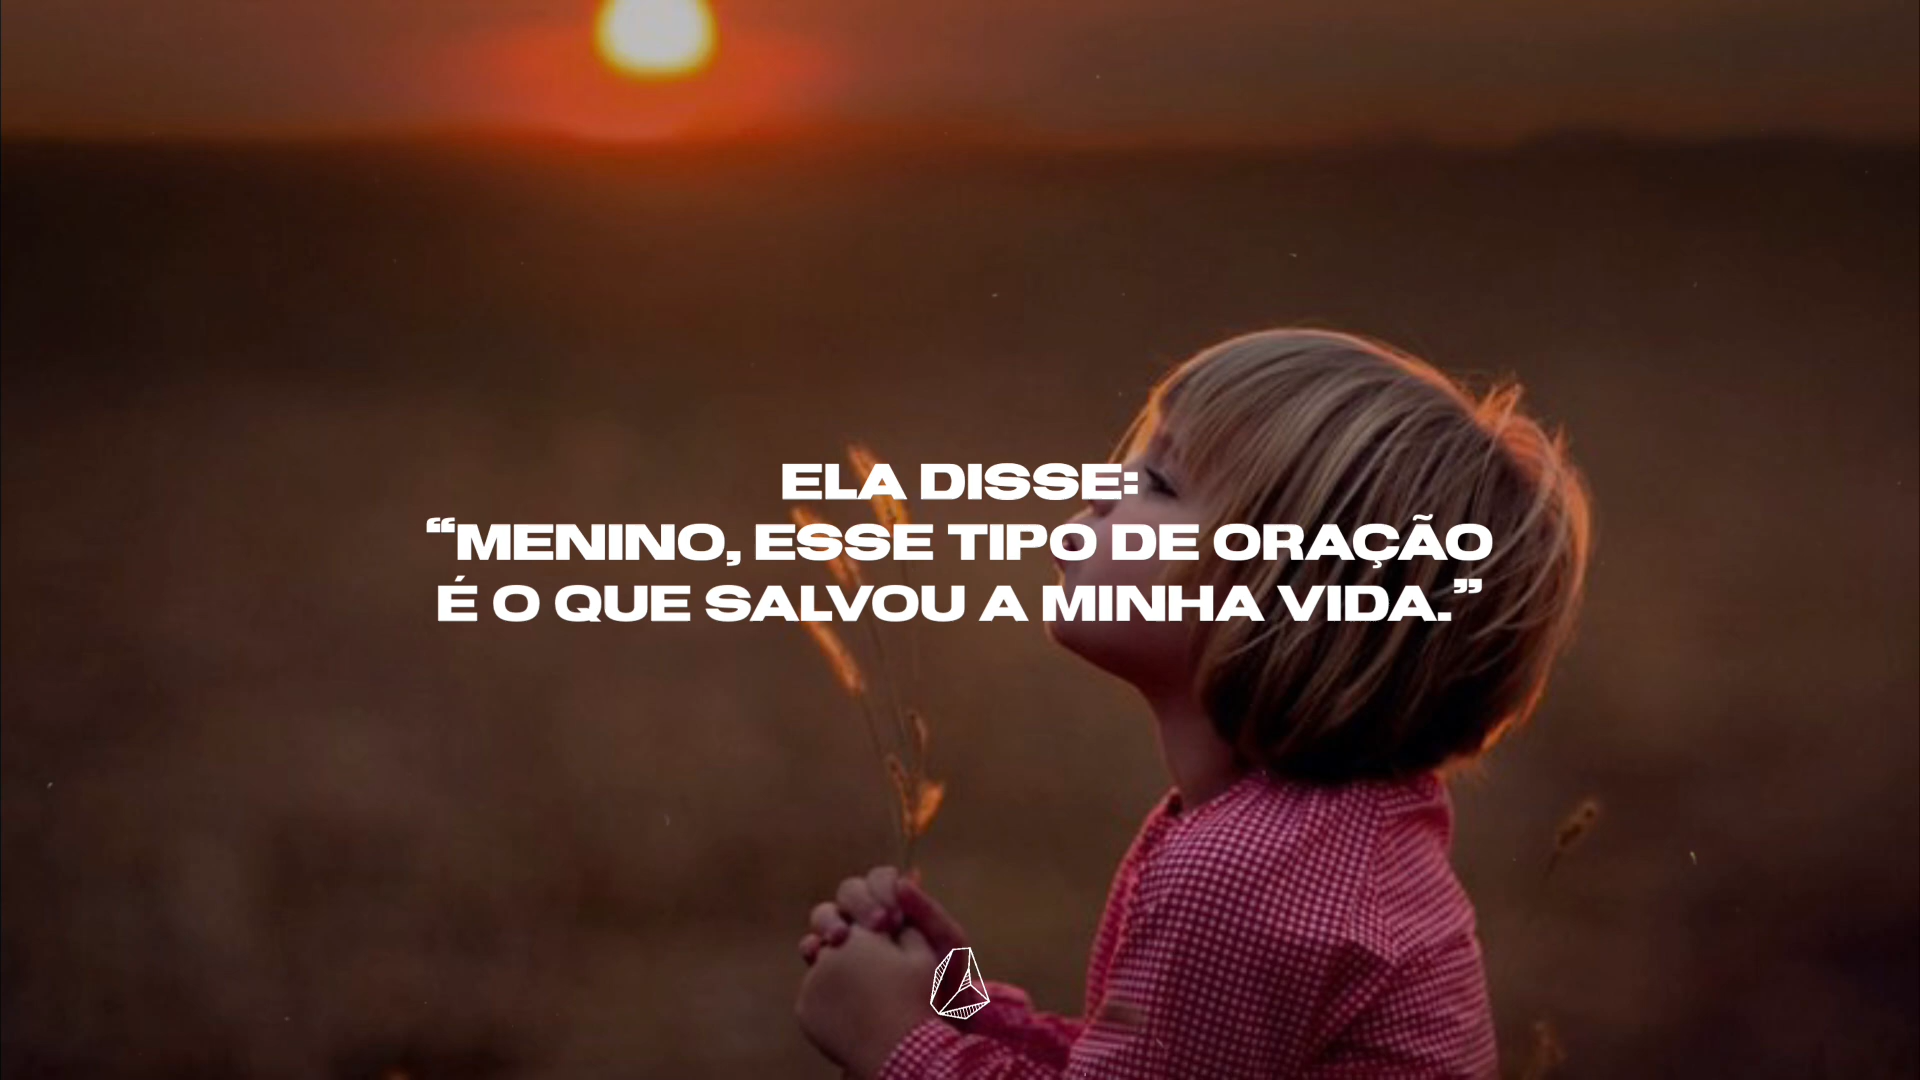 ELA DISSE:
“MENINO, ESSE TIPO DE ORAÇÃO
É O QUE SALVOU A MINHA VIDA.”